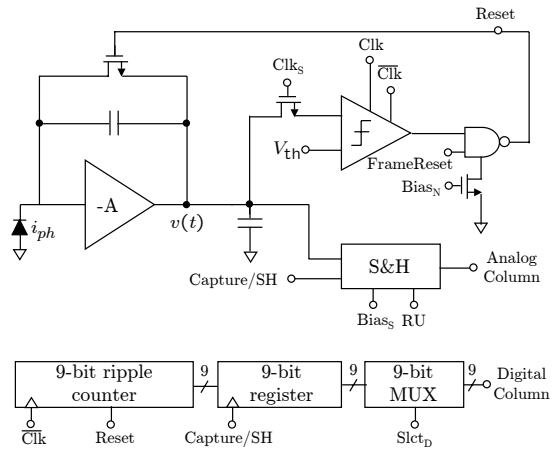 Reset
Clk
Clk
Clk_S
V_th
FrameReset
Bias_N
-A
i_ph
v(t)
S&H
Analog
Column
Capture/SH
Bias_S
RU
9-bit ripple
counter
9
9-bit
register
9
9-bit
MUX
9
Digital
Column
Clk
Reset
Capture/SH
Slct_D